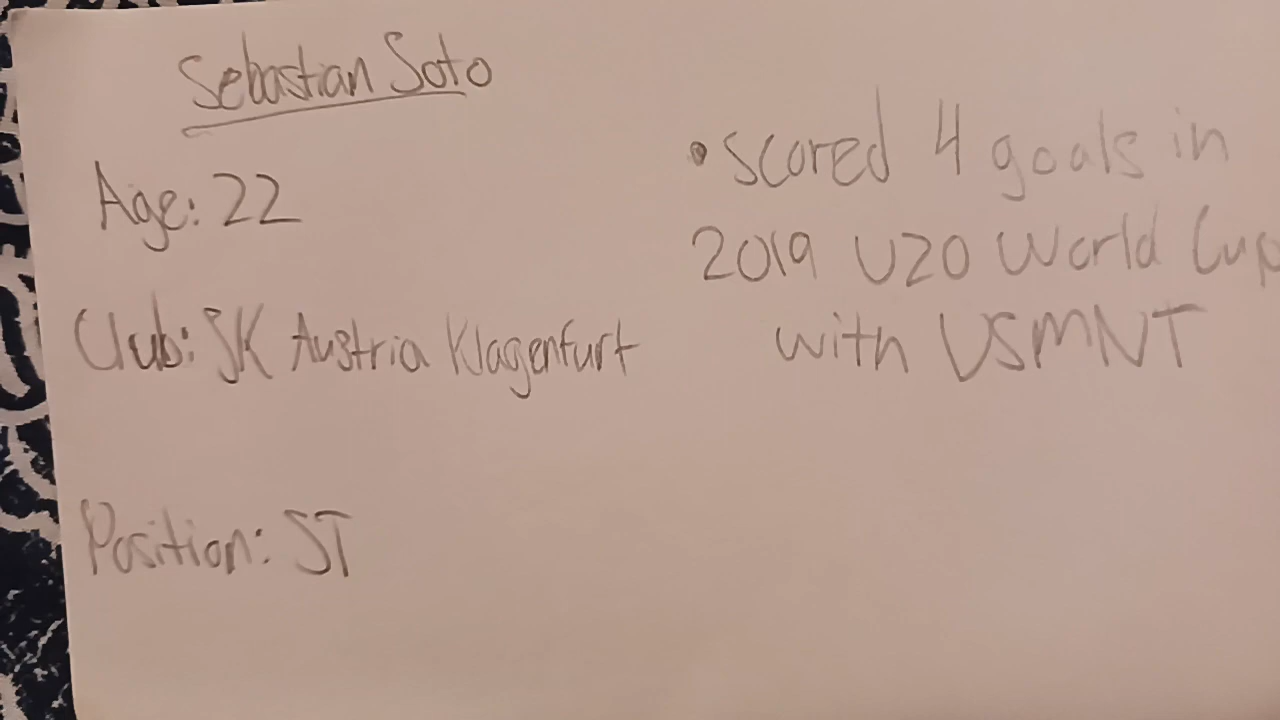 Sebastian Soto
Age: 22
Club: SK Austria Klagenfurt
Position: ST
• scored 4 goals in
2019 U20 World Cup
with USMNT